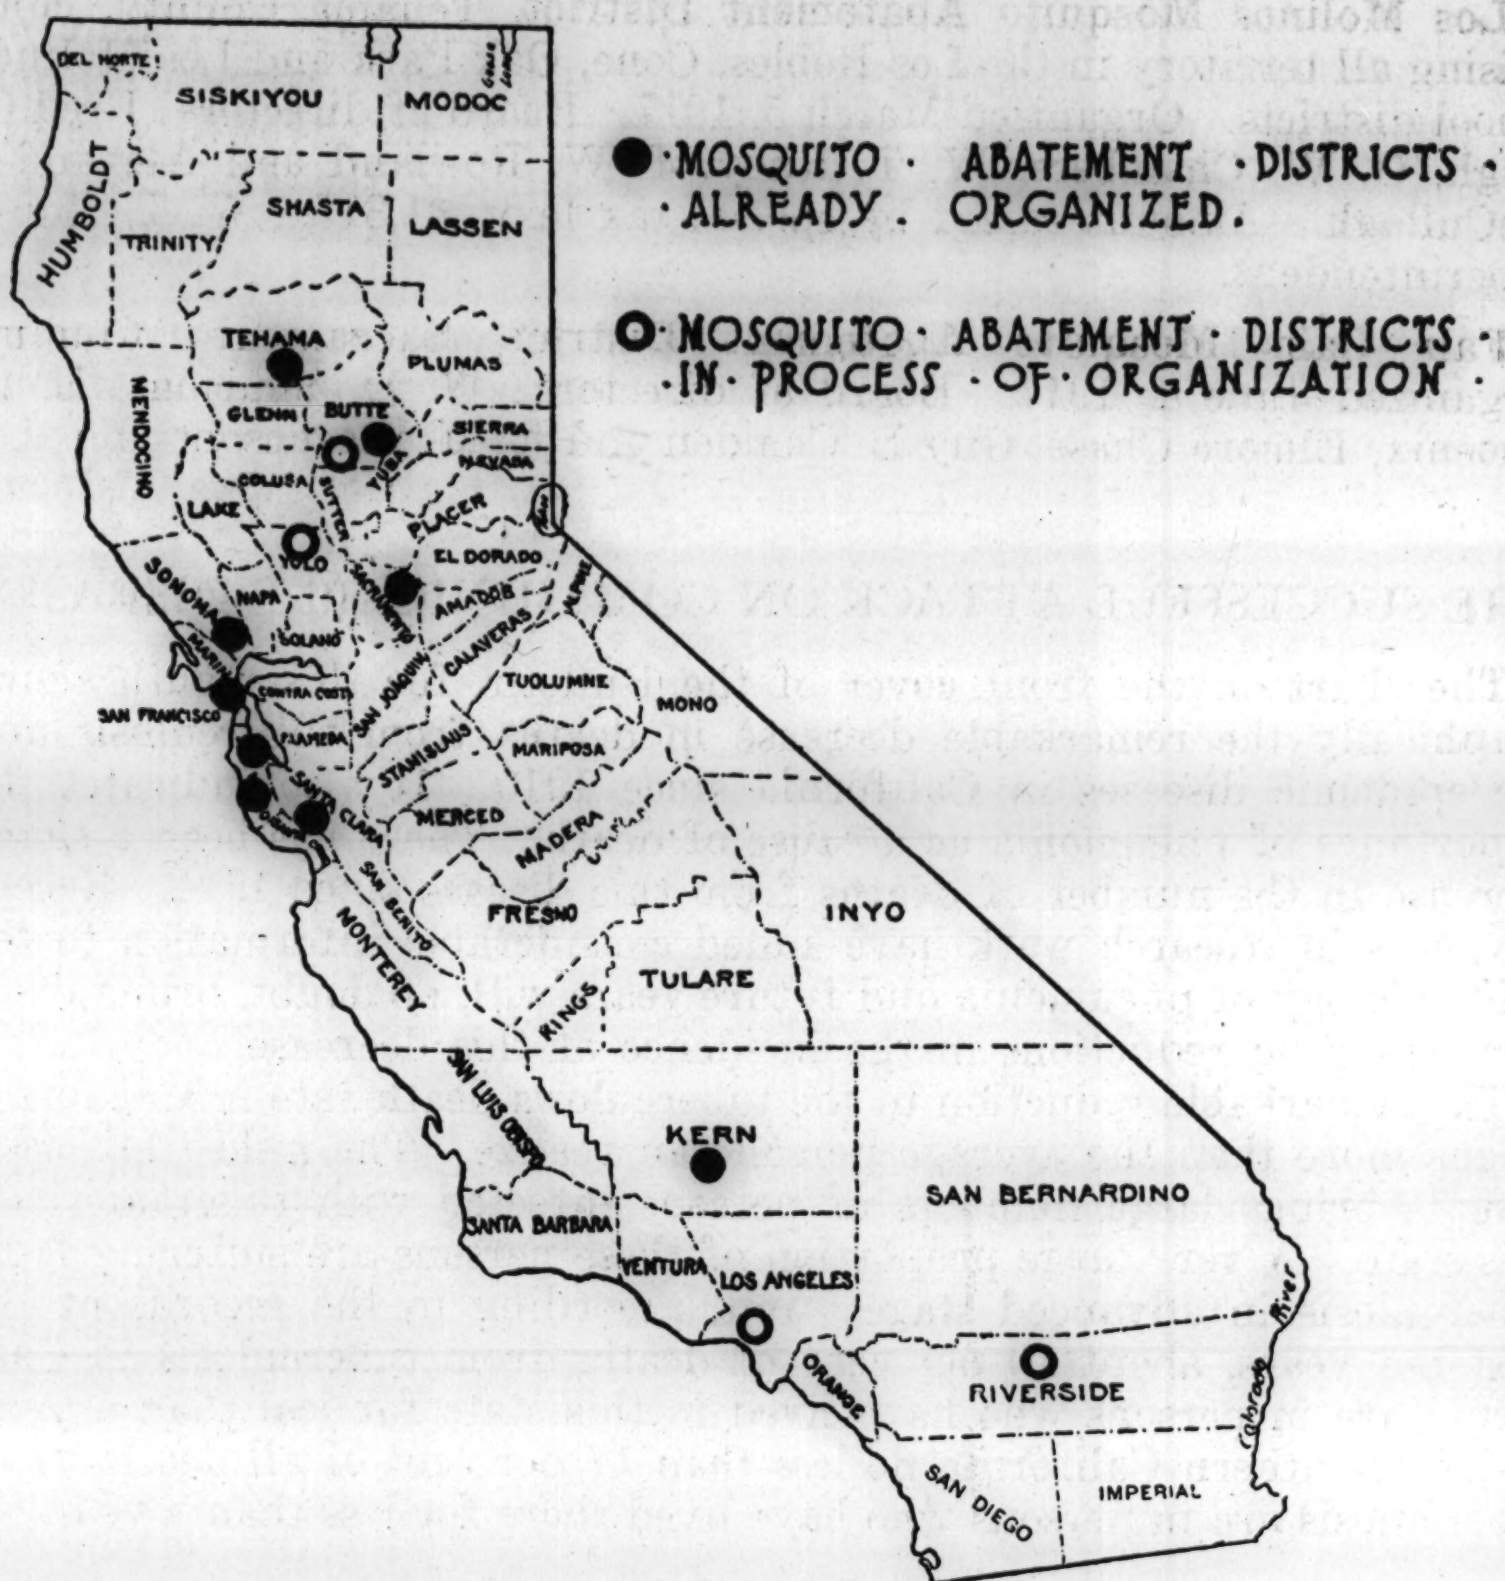 DEL NORTE
SISKIYOU
MODOC
GOOSE
LAKE
HUMBOLDT
TRINITY
SHASTA
LASSEN
● · MOSQUITO · ABATEMENT · DISTRICTS ·
· ALREADY . ORGANIZED .
TEHAMA
PLUMAS
○ · MOSQUITO · ABATEMENT · DISTRICTS ·
· IN · PROCESS · OF · ORGANIZATION ·
MENDOCINO
GLENN
BUTTE
SIERRA
NEVADA
YUBA
COLUSA
SUTTER
LAKE
PLACER
YOLO
EL DORADO
SONOMA
NAPA
SACRAMENTO
AMADOR
ALPINE
SOLANO
MARIN
CALAVERAS
SAN JOAQUIN
TUOLUMNE
MONO
CONTRA COSTA
SAN FRANCISCO
ALAMEDA
STANISLAUS
MARIPOSA
SANTA CLARA
MERCED
MADERA
SAN BENITO
FRESNO
INYO
MONTEREY
KINGS
TULARE
SAN LUIS OBISPO
KERN
SAN BERNARDINO
SANTA BARBARA
VENTURA
LOS ANGELES
River
ORANGE
RIVERSIDE
Colorado
SAN DIEGO
IMPERIAL